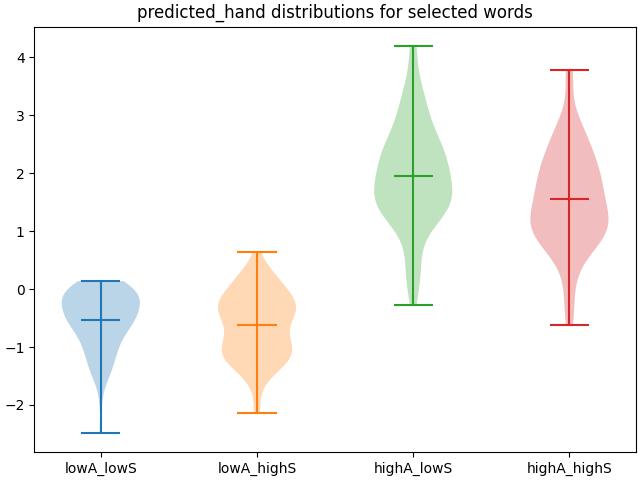 predicted_hand distributions for selected words
4
3
2
1
0
−1
−2
lowA_lowS
lowA_highS
highA_lowS
highA_highS